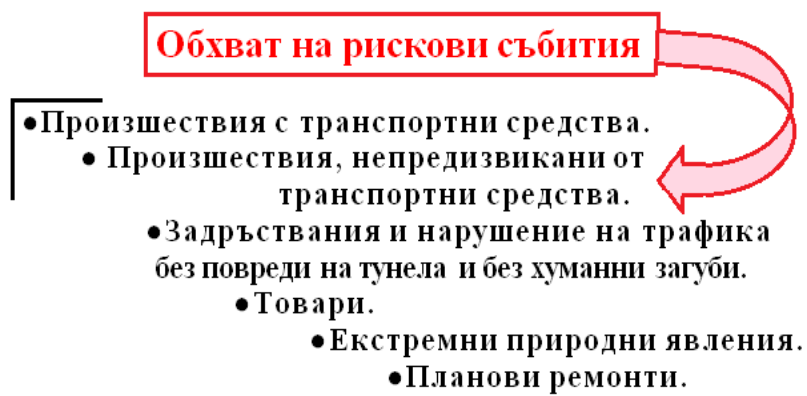 Обхват на рискови събития
●Произшествия с транспортни средства.
● Произшествия, непредизвикани от
транспортни средства.
●Задръствания и нарушение на трафика
без повреди на тунела и без хуманни загуби.
●Товари.
●Екстремни природни явления.
●Планови ремонти.